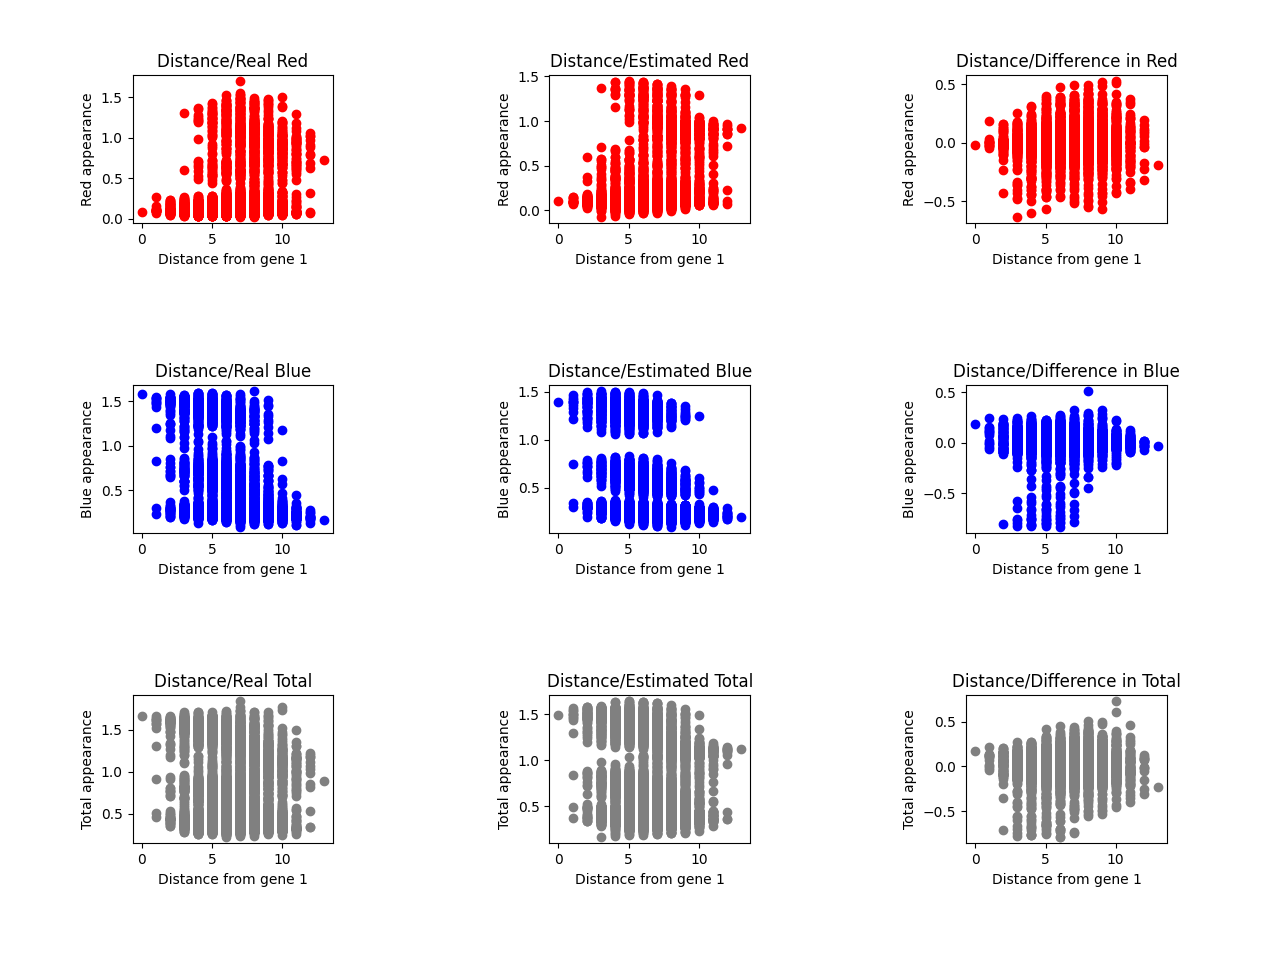 Distance/Real Red
Distance/Estimated Red
Distance/Difference in Red
Red appearance
1.5
1.0
0.5
0.0
0
5
10
Distance from gene 1
Red appearance
1.5
1.0
0.5
0.0
0
5
10
Distance from gene 1
Red appearance
0.5
0.0
−0.5
0
5
10
Distance from gene 1
Distance/Real Blue
Distance/Estimated Blue
Distance/Difference in Blue
Blue appearance
1.5
1.0
0.5
0
5
10
Distance from gene 1
Blue appearance
1.5
1.0
0.5
0
5
10
Distance from gene 1
Blue appearance
0.5
0.0
−0.5
0
5
10
Distance from gene 1
Distance/Real Total
Distance/Estimated Total
Distance/Difference in Total
Total appearance
1.5
1.0
0.5
0
5
10
Distance from gene 1
Total appearance
1.5
1.0
0.5
0
5
10
Distance from gene 1
Total appearance
0.5
0.0
−0.5
0
5
10
Distance from gene 1